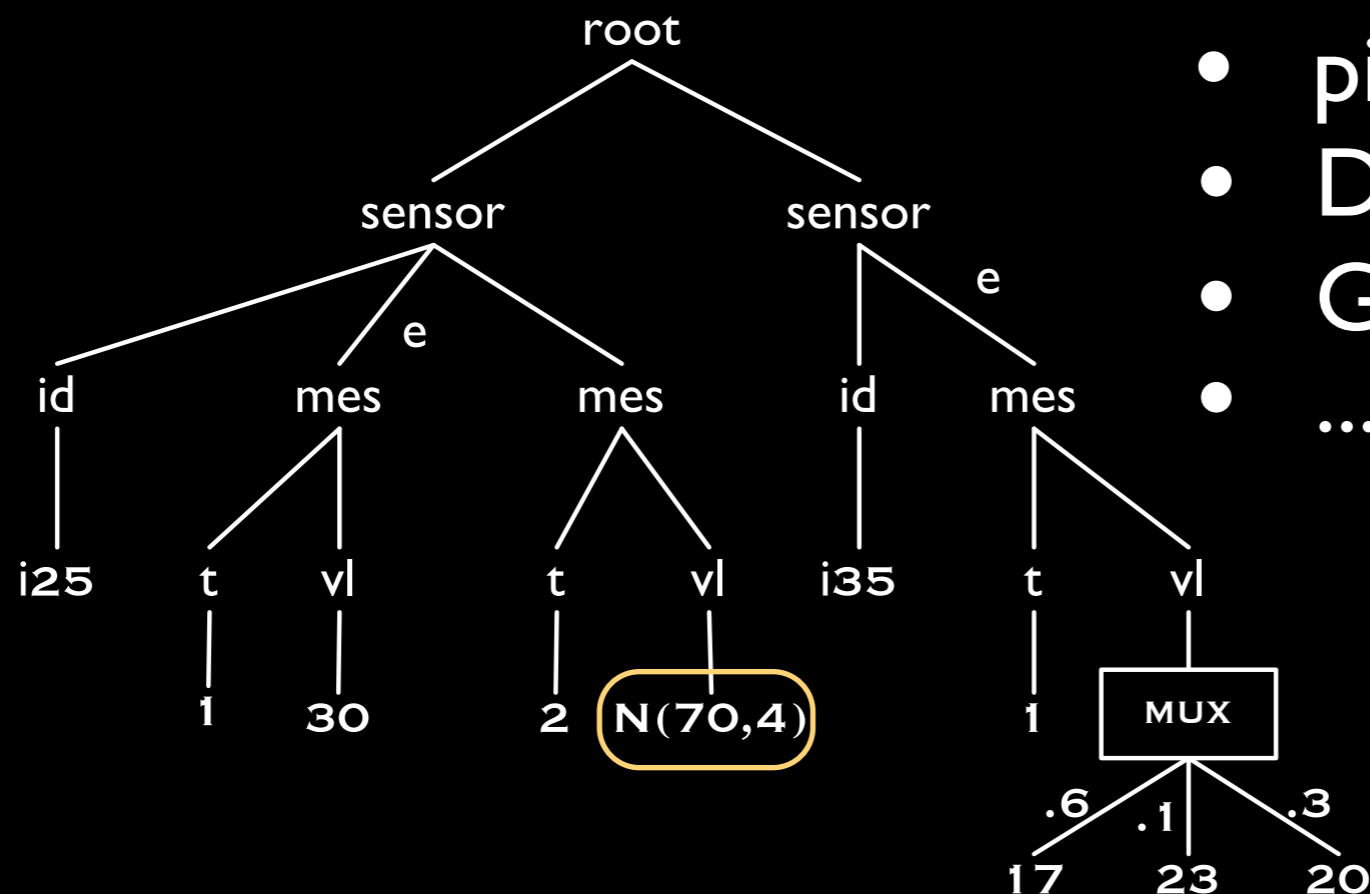 root
sensor sensor
e
e
id mes mes id mes
• ...
i25 t vl t vl i35 t vl
1 30 2 N(70,4) 1 MUX
.6 .1 .3
17 23 20